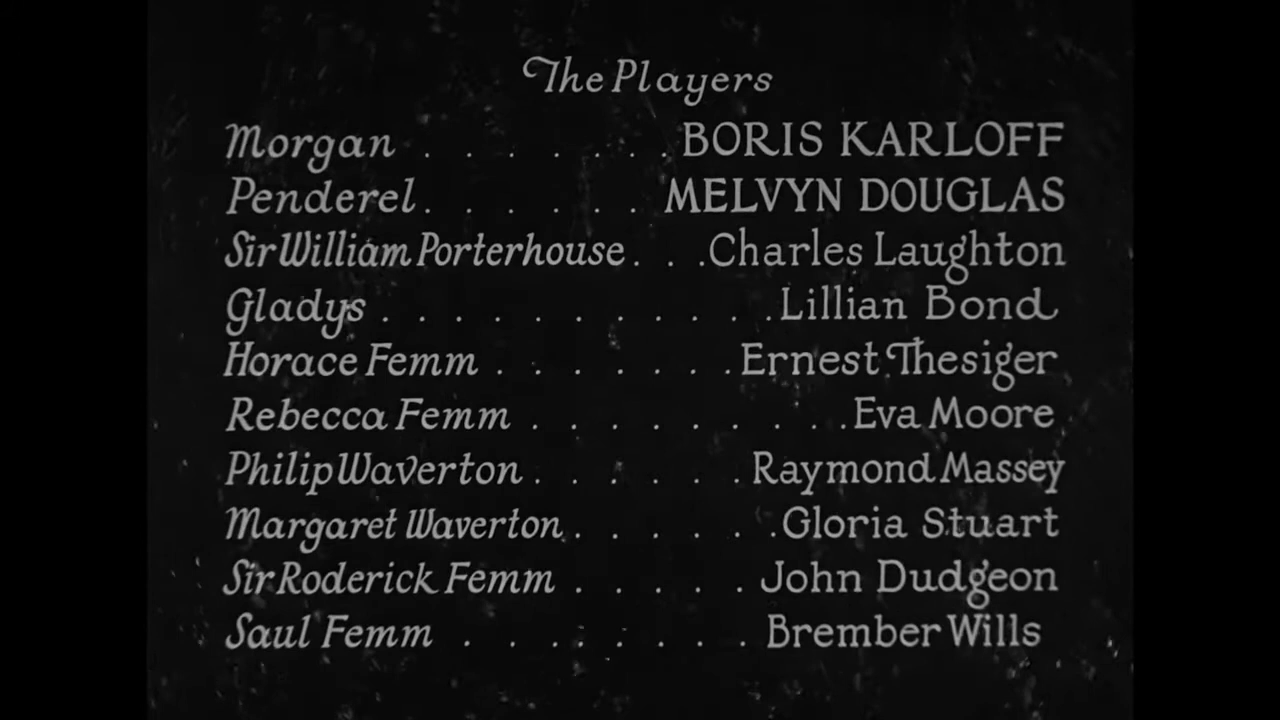 The Players
Morgan . . . . . . . BORIS KARLOFF
Penderel . . . . . . MELVYN DOUGLAS
Sir William Porterhouse . . . Charles Laughton
Gladys . . . . . . . . . . . Lillian Bond
Horace Femm . . . . . . . Ernest Thesiger
Rebecca Femm . . . . . . . . . Eva Moore
Philip Waverton . . . . . . Raymond Massey
Margaret Waverton . . . . . . Gloria Stuart
Sir Roderick Femm . . . . . John Dudgeon
Saul Femm . . . . . . . . Brember Wills